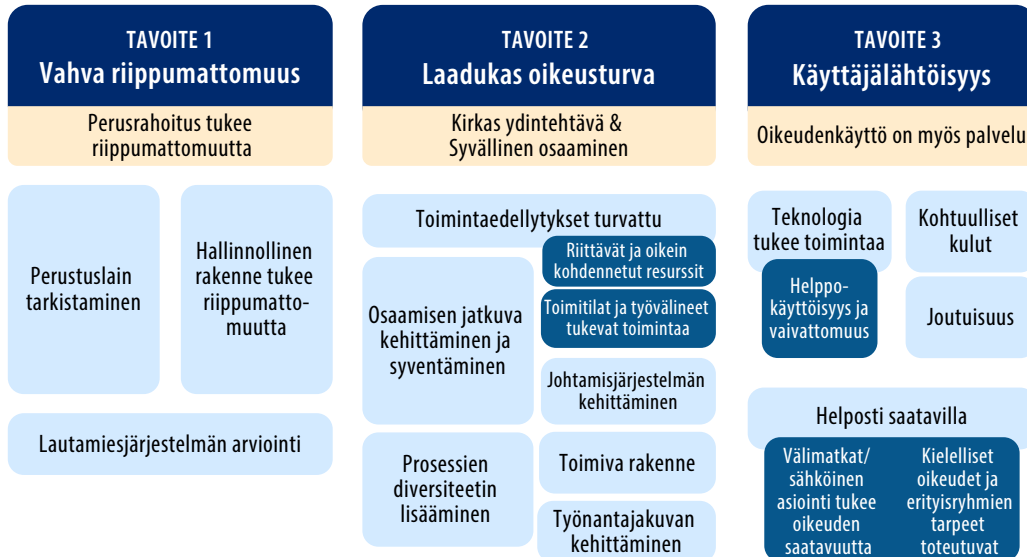 TAVOITE 1
Vahva riippumattomuus
Perusrahoitus tukee
riippumattomuutta
Perustuslain
tarkistaminen
Hallinnollinen
rakenne tukee
riippumatto-
muutta
Lautamiesjärjestelmän arviointi
TAVOITE 2
Laadukas oikeusturva
Kirkas ydintehtävä &
Syvällinen osaaminen
Toimintaedellytykset turvattu
Riittävät ja oikein
kohdennetut resurssit
Toimitilat ja työvälineet
tukevat toimintaa
Osaamisen jatkuva
kehittäminen ja
syventäminen
Johtamisjärjestelmän
kehittäminen
Prosessien
diversiteetin
lisääminen
Toimiva rakenne
Työnantajakuvan
kehittäminen
TAVOITE 3
Käyttäjälähtöisyys
Oikeudenkäyttö on myös palvelu
Teknologia
tukee toimintaa
Helppo-
käyttöisyys ja
vaivattomuus
Kohtuulliset
kulut
Joutuisuus
Helposti saatavilla
Välimatkat/
sähköinen
asiointi tukee
oikeuden
saatavuutta
Kielelliset
oikeudet ja
erityisryhmien
tarpeet
toteutuvat